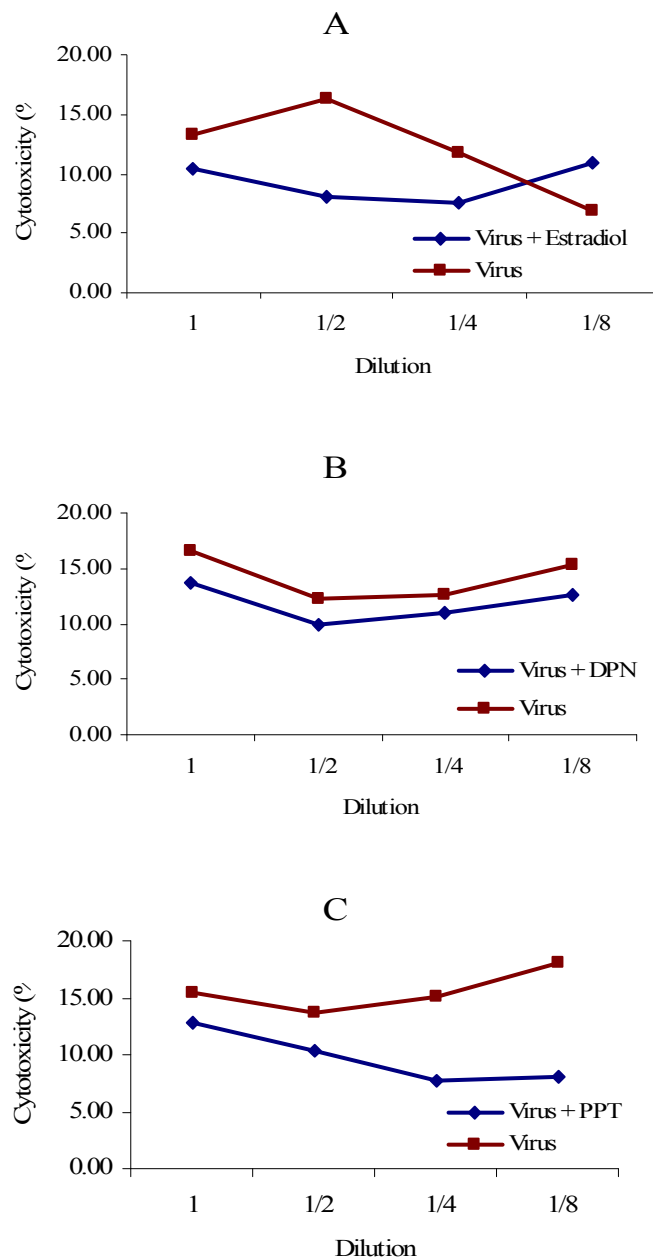 A
20.00
15.00
10.00
5.00
0.00
Cytotoxicity (%
Virus + Estradiol
Virus
1 1/2 1/4 1/8
Dilution
B
20.00
15.00
10.00
5.00
0.00
Cytotoxicity (%
Virus + DPN
Virus
1 1/2 1/4 1/8
Dilution
C
20.00
15.00
10.00
5.00
0.00
Cytotoxicity (%
Virus + PPT
Virus
1 1/2 1/4 1/8
Dilution